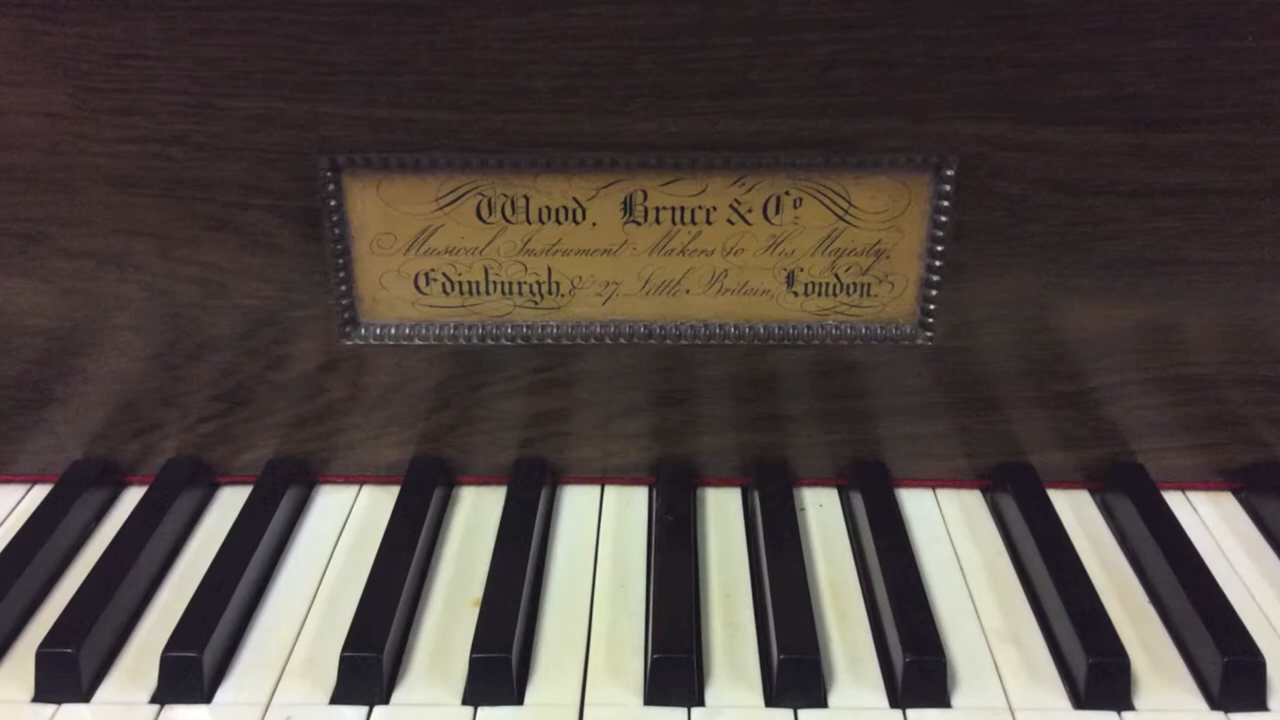 Wood, Bruce & Co
Musical Instrument Makers to His Majesty,
Edinburgh, & 27, Little Britain, London.